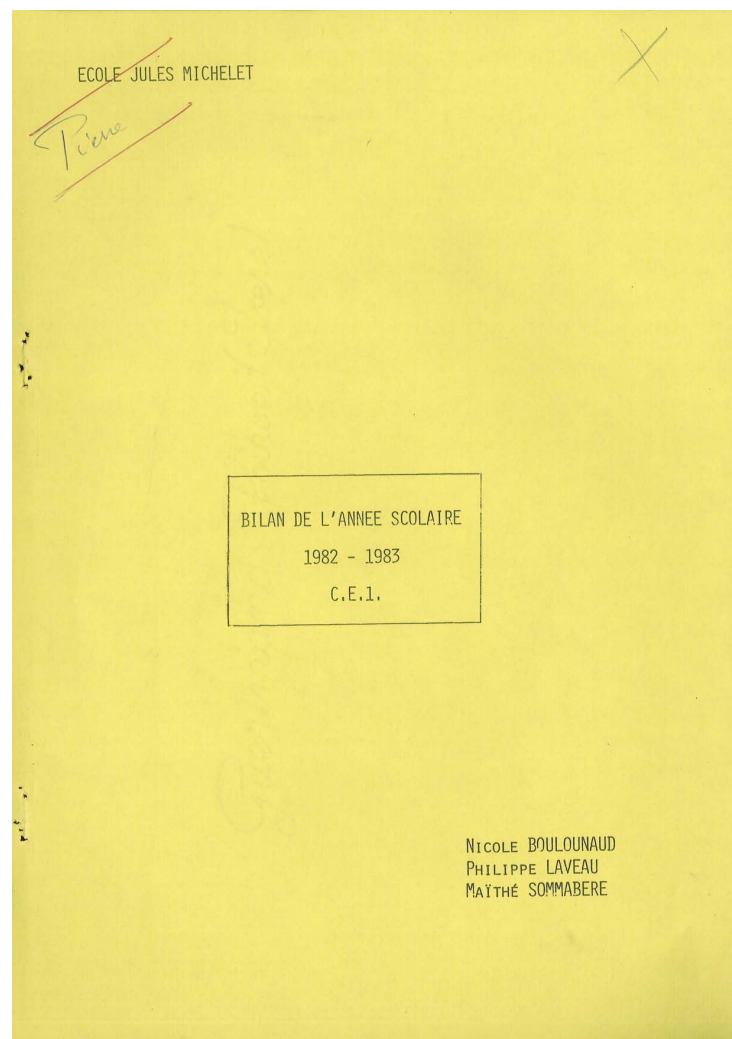 ECOLE JULES MICHELET
Pierre
BILAN DE L'ANNEE SCOLAIRE
1982 - 1983
C.E.1.
NICOLE BOULOUNAUD
PHILIPPE LAVEAU
MAÏTHÉ SOMMABERE